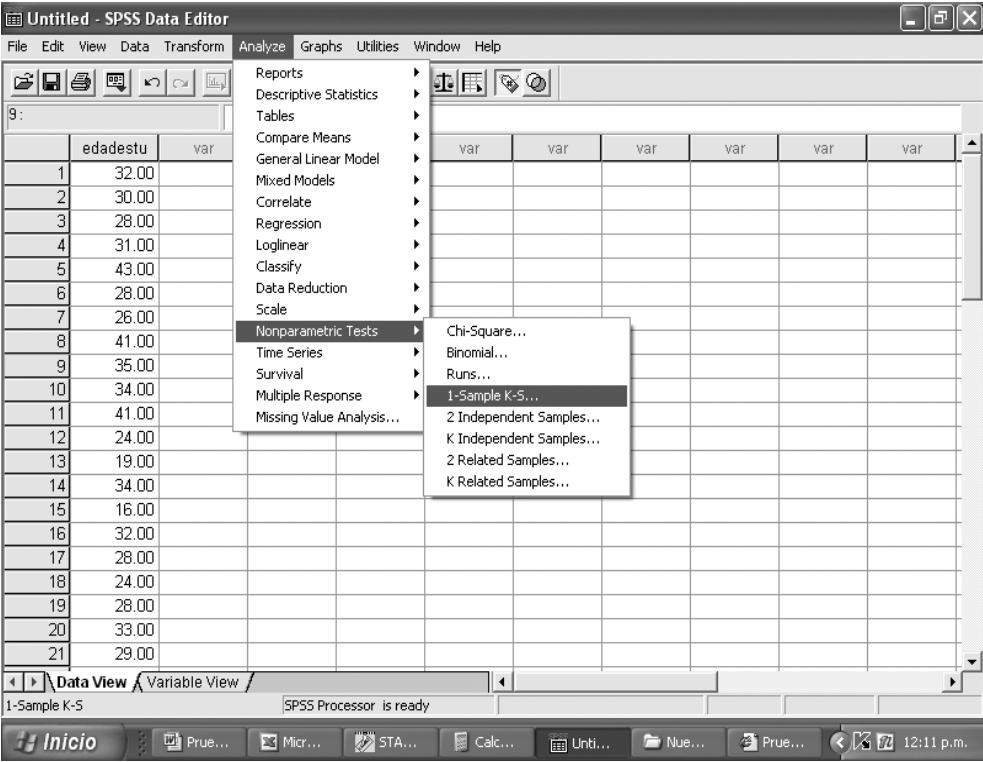 Untitled - SPSS Data Editor
File Edit View Data Transform Analyze Graphs Utilities Window Help
9 :
edadestu var var var var var var var
1 32.00
2 30.00
3 28.00
4 31.00
5 43.00
6 28.00
7 26.00
8 41.00
9 35.00
10 34.00
11 41.00
12 24.00
13 19.00
14 34.00
15 16.00
16 32.00
17 28.00
18 24.00
19 28.00
20 33.00
21 29.00
Reports
Descriptive Statistics
Tables
Compare Means
General Linear Model
Mixed Models
Correlate
Regression
Loglinear
Classify
Data Reduction
Scale
Nonparametric Tests
Time Series
Survival
Multiple Response
Missing Value Analysis...
Chi-Square...
Binomial...
Runs...
1-Sample K-S...
2 Independent Samples...
K Independent Samples...
2 Related Samples...
K Related Samples...
Data View Variable View
1-Sample K-S SPSS Processor is ready
Inicio Prue... Micr... STA... Calc... Unti... Nue... Prue... 12:11 p.m.